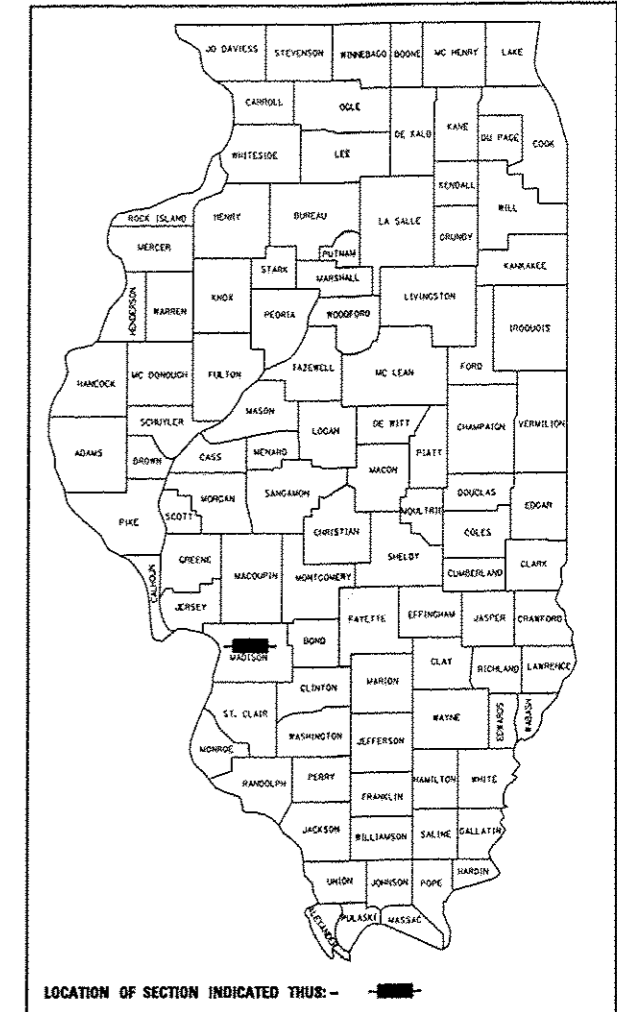 JO DAVIESS STEVENSON WINNEBAGO BOONE MC HENRY LAKE
CARROLL OGLE DE KALB KANE DU PAGE COOK
WHITESIDE LEE KENDALL
ROCK ISLAND HENRY BUREAU LA SALLE GRUNDY WILL
MERCER PUTNAM KANKAKEE
HENDERSON WARREN KNOX STARK MARSHALL LIVINGSTON IROQUOIS
PEORIA WOODFORD
HANCOCK MC DONOUGH FULTON TAZEWELL MC LEAN FORD
SCHUYLER MASON LOGAN DE WITT CHAMPAIGN VERMILION
ADAMS BROWN CASS MENARD MACON PIATT
PIKE SCOTT MORGAN SANGAMON MOULTRIE DOUGLAS EDGAR
CHRISTIAN COLES
CALHOUN GREENE MACOUPIN MONTGOMERY SHELBY CUMBERLAND CLARK
JERSEY FAYETTE EFFINGHAM JASPER CRAWFORD
MADISON BOND CLAY RICHLAND LAWRENCE
CLINTON MARION
ST. CLAIR WAYNE EDWARDS WABASH
MONROE WASHINGTON JEFFERSON
RANDOLPH PERRY HAMILTON WHITE
FRANKLIN
JACKSON WILLIAMSON SALINE GALLATIN
UNION JOHNSON POPE HARDIN
ALEXANDER PULASKI MASSAC
LOCATION OF SECTION INDICATED THUS: -